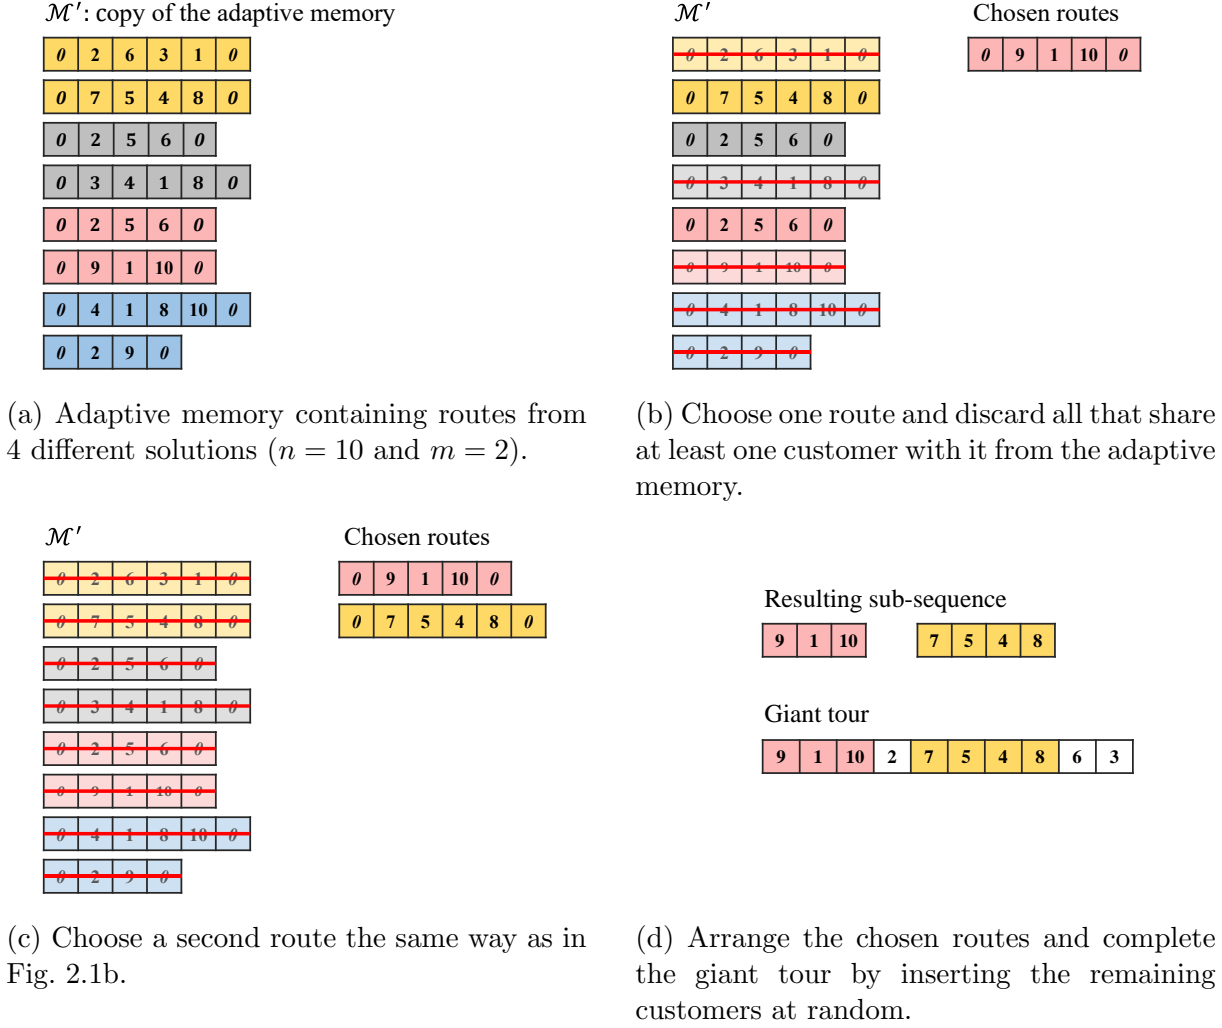 ℳ′: copy of the adaptive memory
0 2 6 3 1 0
0 7 5 4 8 0
0 2 5 6 0
0 3 4 1 8 0
0 2 5 6 0
0 9 1 10 0
0 4 1 8 10 0
0 2 9 0
(a) Adaptive memory containing routes from
4 different solutions (n = 10 and m = 2).
ℳ′
0 2 6 3 1 0
0 7 5 4 8 0
0 2 5 6 0
0 3 4 1 8 0
0 2 5 6 0
0 9 1 10 0
0 4 1 8 10 0
0 2 9 0
Chosen routes
0 9 1 10 0
(b) Choose one route and discard all that share
at least one customer with it from the adaptive
memory.
ℳ′
0 2 6 3 1 0
0 7 5 4 8 0
0 2 5 6 0
0 3 4 1 8 0
0 2 5 6 0
0 9 1 10 0
0 4 1 8 10 0
0 2 9 0
Chosen routes
0 9 1 10 0
0 7 5 4 8 0
(c) Choose a second route the same way as in
Fig. 2.1b.
Resulting sub-sequence
9 1 10 7 5 4 8
Giant tour
9 1 10 2 7 5 4 8 6 3
(d) Arrange the chosen routes and complete
the giant tour by inserting the remaining
customers at random.